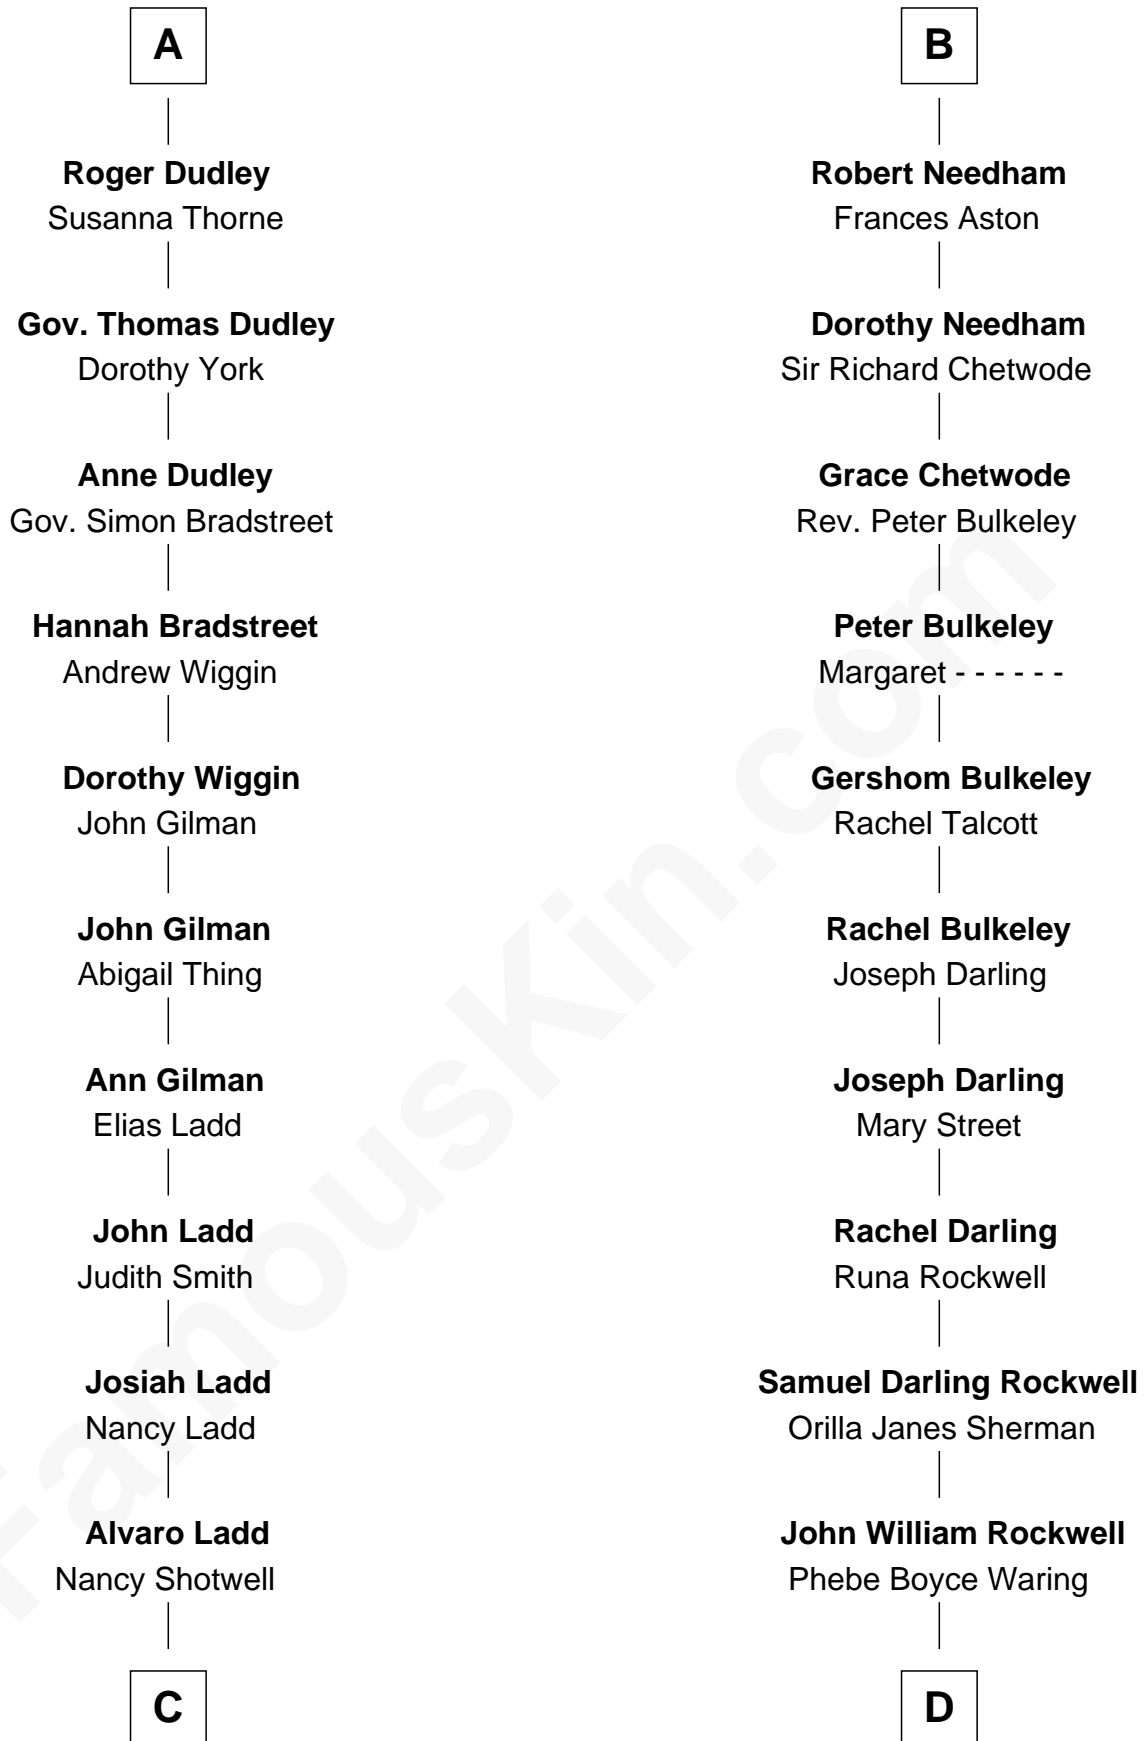 A
Roger Dudley
Susanna Thorne
Gov. Thomas Dudley
Dorothy York
Anne Dudley
Gov. Simon Bradstreet
Hannah Bradstreet
Andrew Wiggin
Dorothy Wiggin
John Gilman
John Gilman
Abigail Thing
Ann Gilman
Elias Ladd
John Ladd
Judith Smith
Josiah Ladd
Nancy Ladd
Alvaro Ladd
Nancy Shotwell
C
B
Robert Needham
Frances Aston
Dorothy Needham
Sir Richard Chetwode
Grace Chetwode
Rev. Peter Bulkeley
Peter Bulkeley
Margaret - - - - - -
Gershom Bulkeley
Rachel Talcott
Rachel Bulkeley
Joseph Darling
Joseph Darling
Mary Street
Rachel Darling
Runa Rockwell
Samuel Darling Rockwell
Orilla Janes Sherman
John William Rockwell
Phebe Boyce Waring
D
FamousKin.com